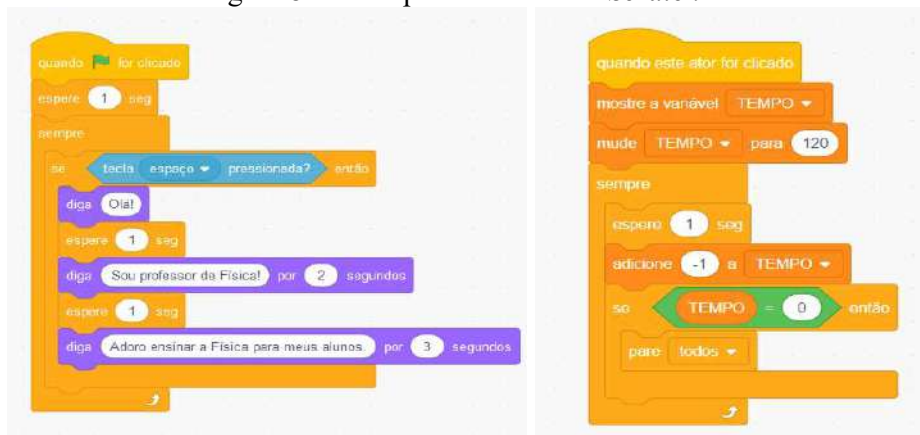 quando for clicado
espere 1 seg
sempre
se tecla espaço pressionada? então
diga Olá!
espere 1 seg
diga Sou professor de Física! por 2 segundos
espere 1 seg
diga Adoro ensinar a Física para meus alunos. por 3 segundos
quando este ator for clicado
mostre a variável TEMPO
mude TEMPO para 120
sempre
espere 1 seg
adicione -1 a TEMPO
se TEMPO = 0 então
pare todos